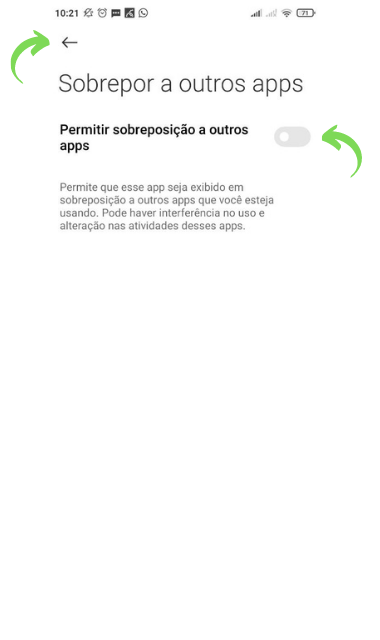 10:21
71
Sobrepor a outros apps
Permitir sobreposição a outros
apps
Permite que esse app seja exibido em
sobreposição a outros apps que você esteja
usando. Pode haver interferência no uso e
alteração nas atividades desses apps.